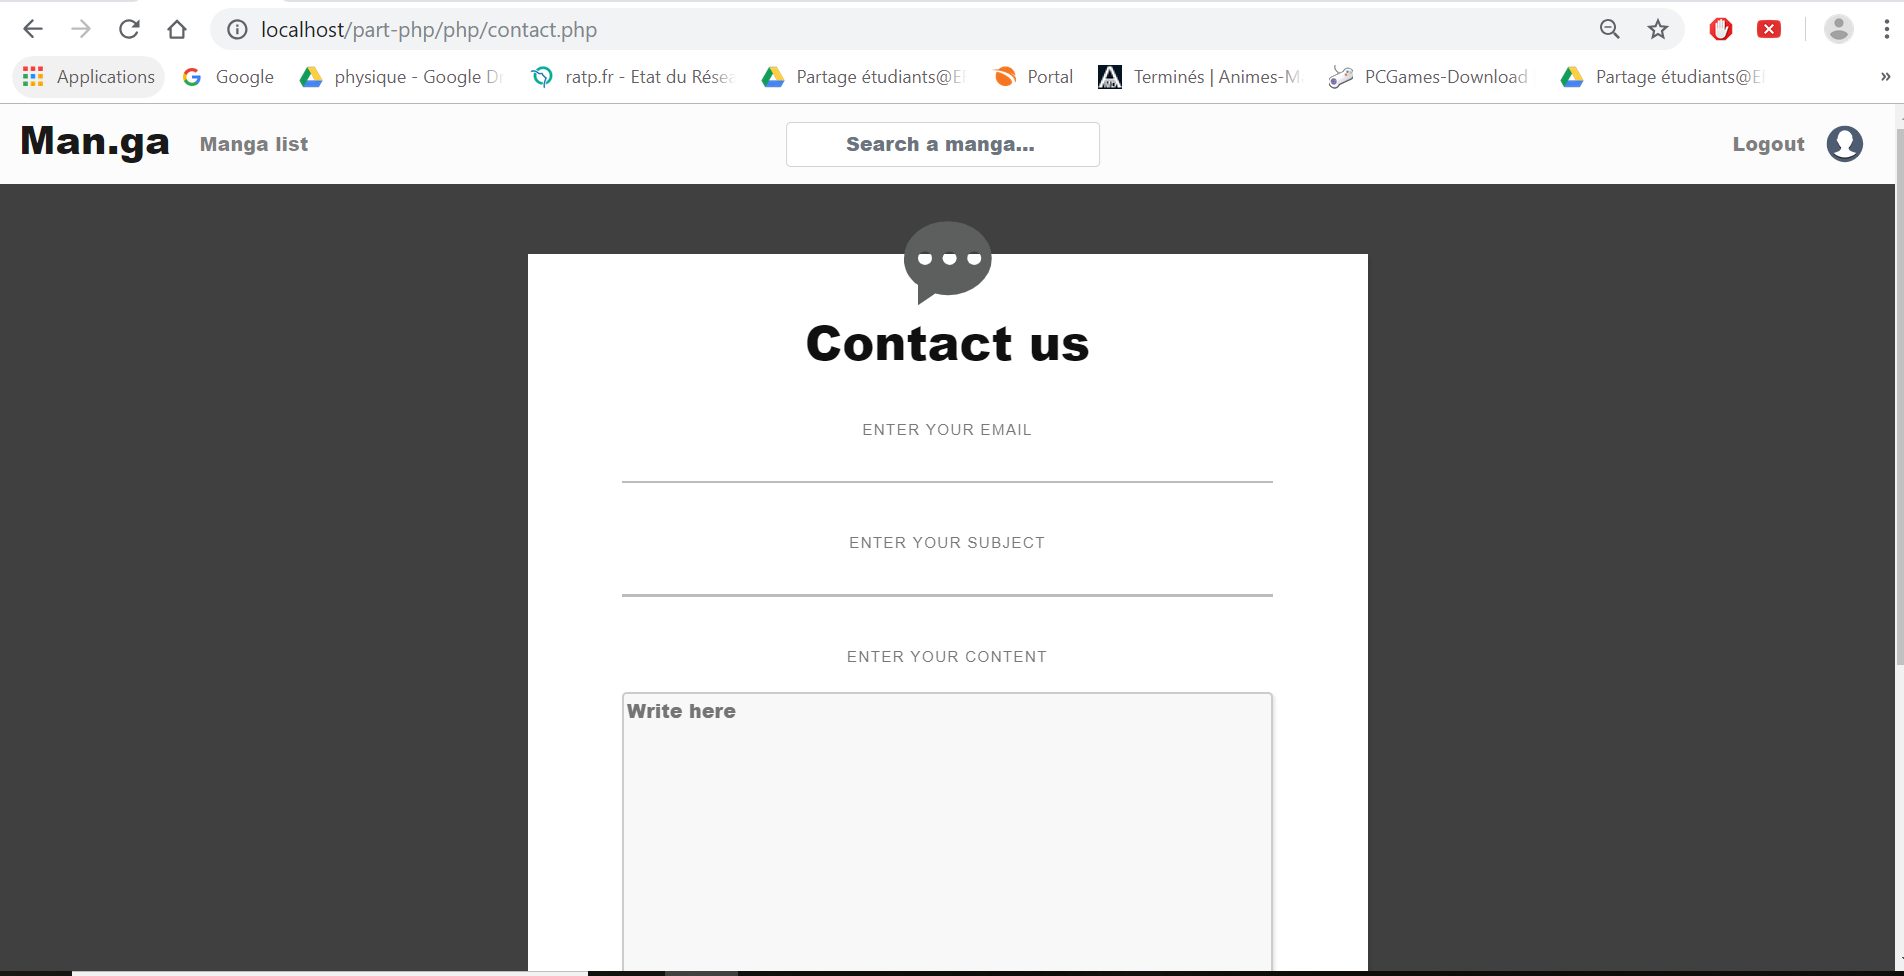 localhost/part-php/php/contact.php
Applications Google physique - Google ratp.fr - Etat du Partage étudiants@ Portal Terminés | Animes- PCGames-Download Partage étudiants@
Man.ga Manga list Search a manga... Logout
Contact us
ENTER YOUR EMAIL
ENTER YOUR SUBJECT
ENTER YOUR CONTENT
Write here